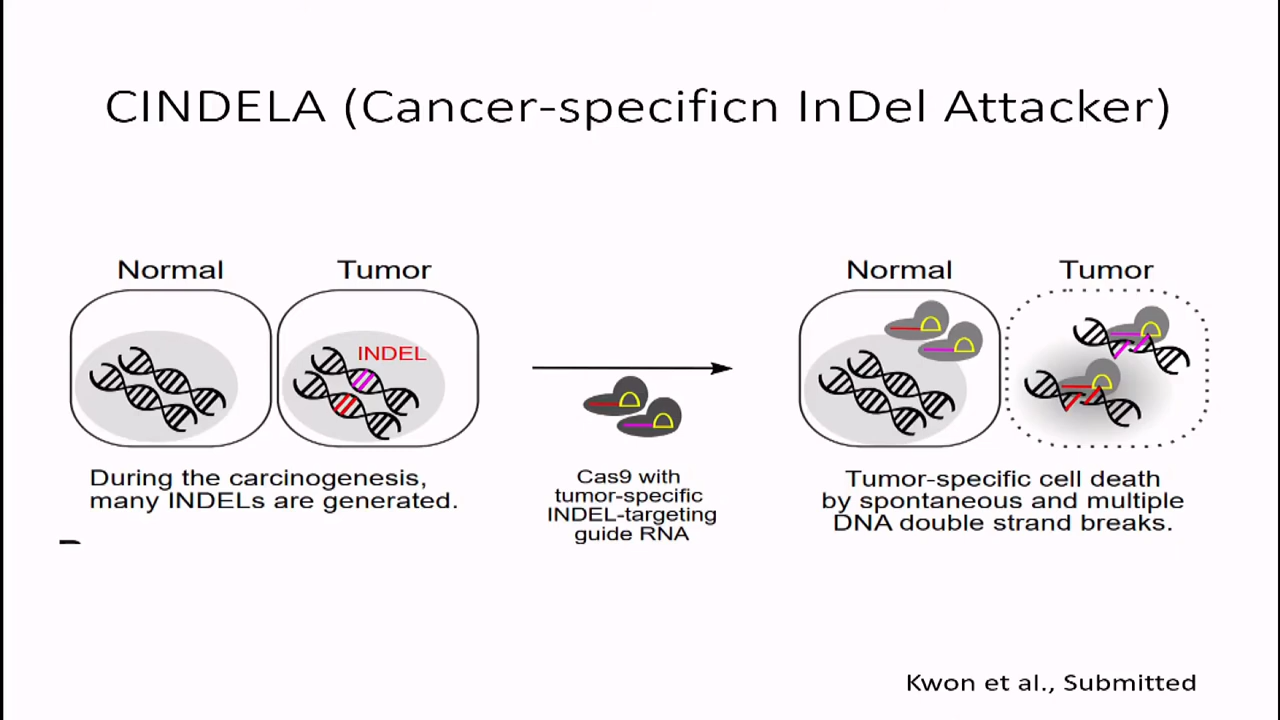 CINDELA (Cancer-specificn InDel Attacker)
Normal
Tumor
INDEL
During the carcinogenesis,
many INDELs are generated.
Cas9 with
tumor-specific
INDEL-targeting
guide RNA
Normal
Tumor
Tumor-specific cell death
by spontaneous and multiple
DNA double strand breaks.
Kwon et al., Submitted